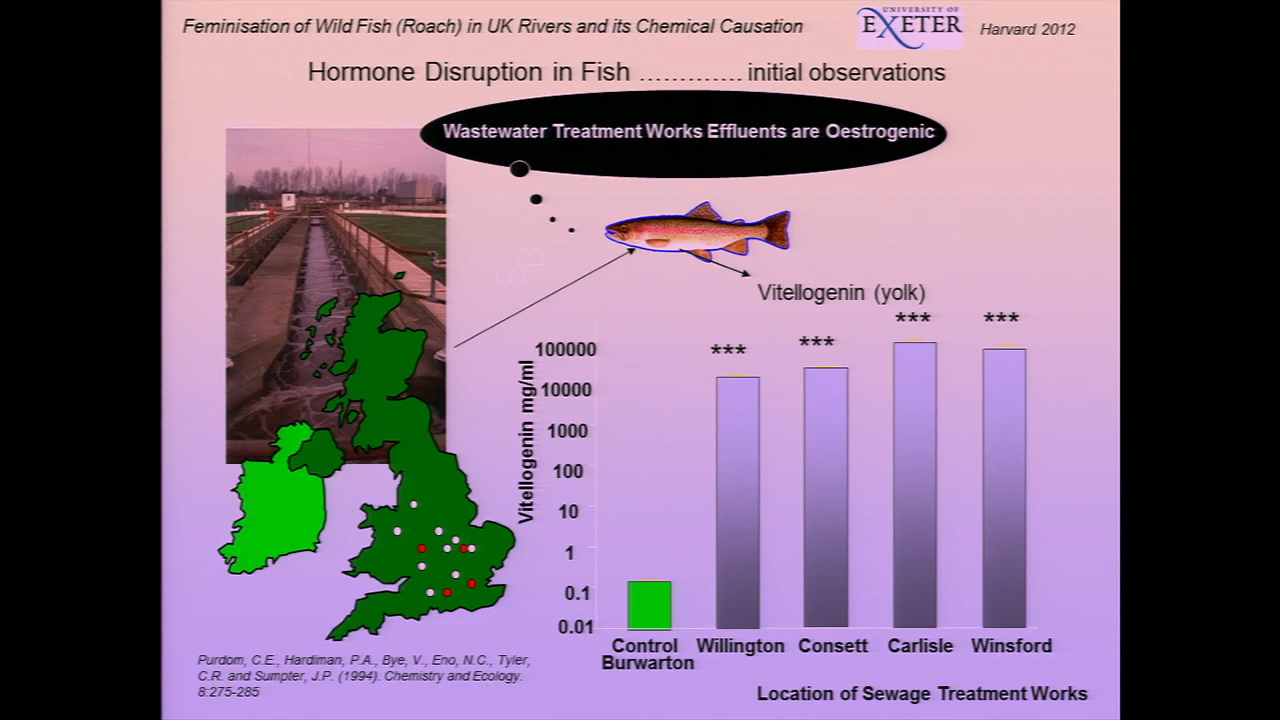 Feminisation of Wild Fish (Roach) in UK Rivers and its Chemical Causation
UNIVERSITY OF
EXETER
Harvard 2012
Hormone Disruption in Fish ............. initial observations
Wastewater Treatment Works Effluents are Oestrogenic
Vitellogenin (yolk)
*** *** *** ***
Vitellogenin mg/ml
100000
10000
1000
100
10
1
0.1
0.01
Control
Burwarton
Willington
Consett
Carlisle
Winsford
Location of Sewage Treatment Works
Purdom, C.E., Hardiman, P.A., Bye, V., Eno, N.C., Tyler,
C.R. and Sumpter, J.P. (1994). Chemistry and Ecology.
8:275-285